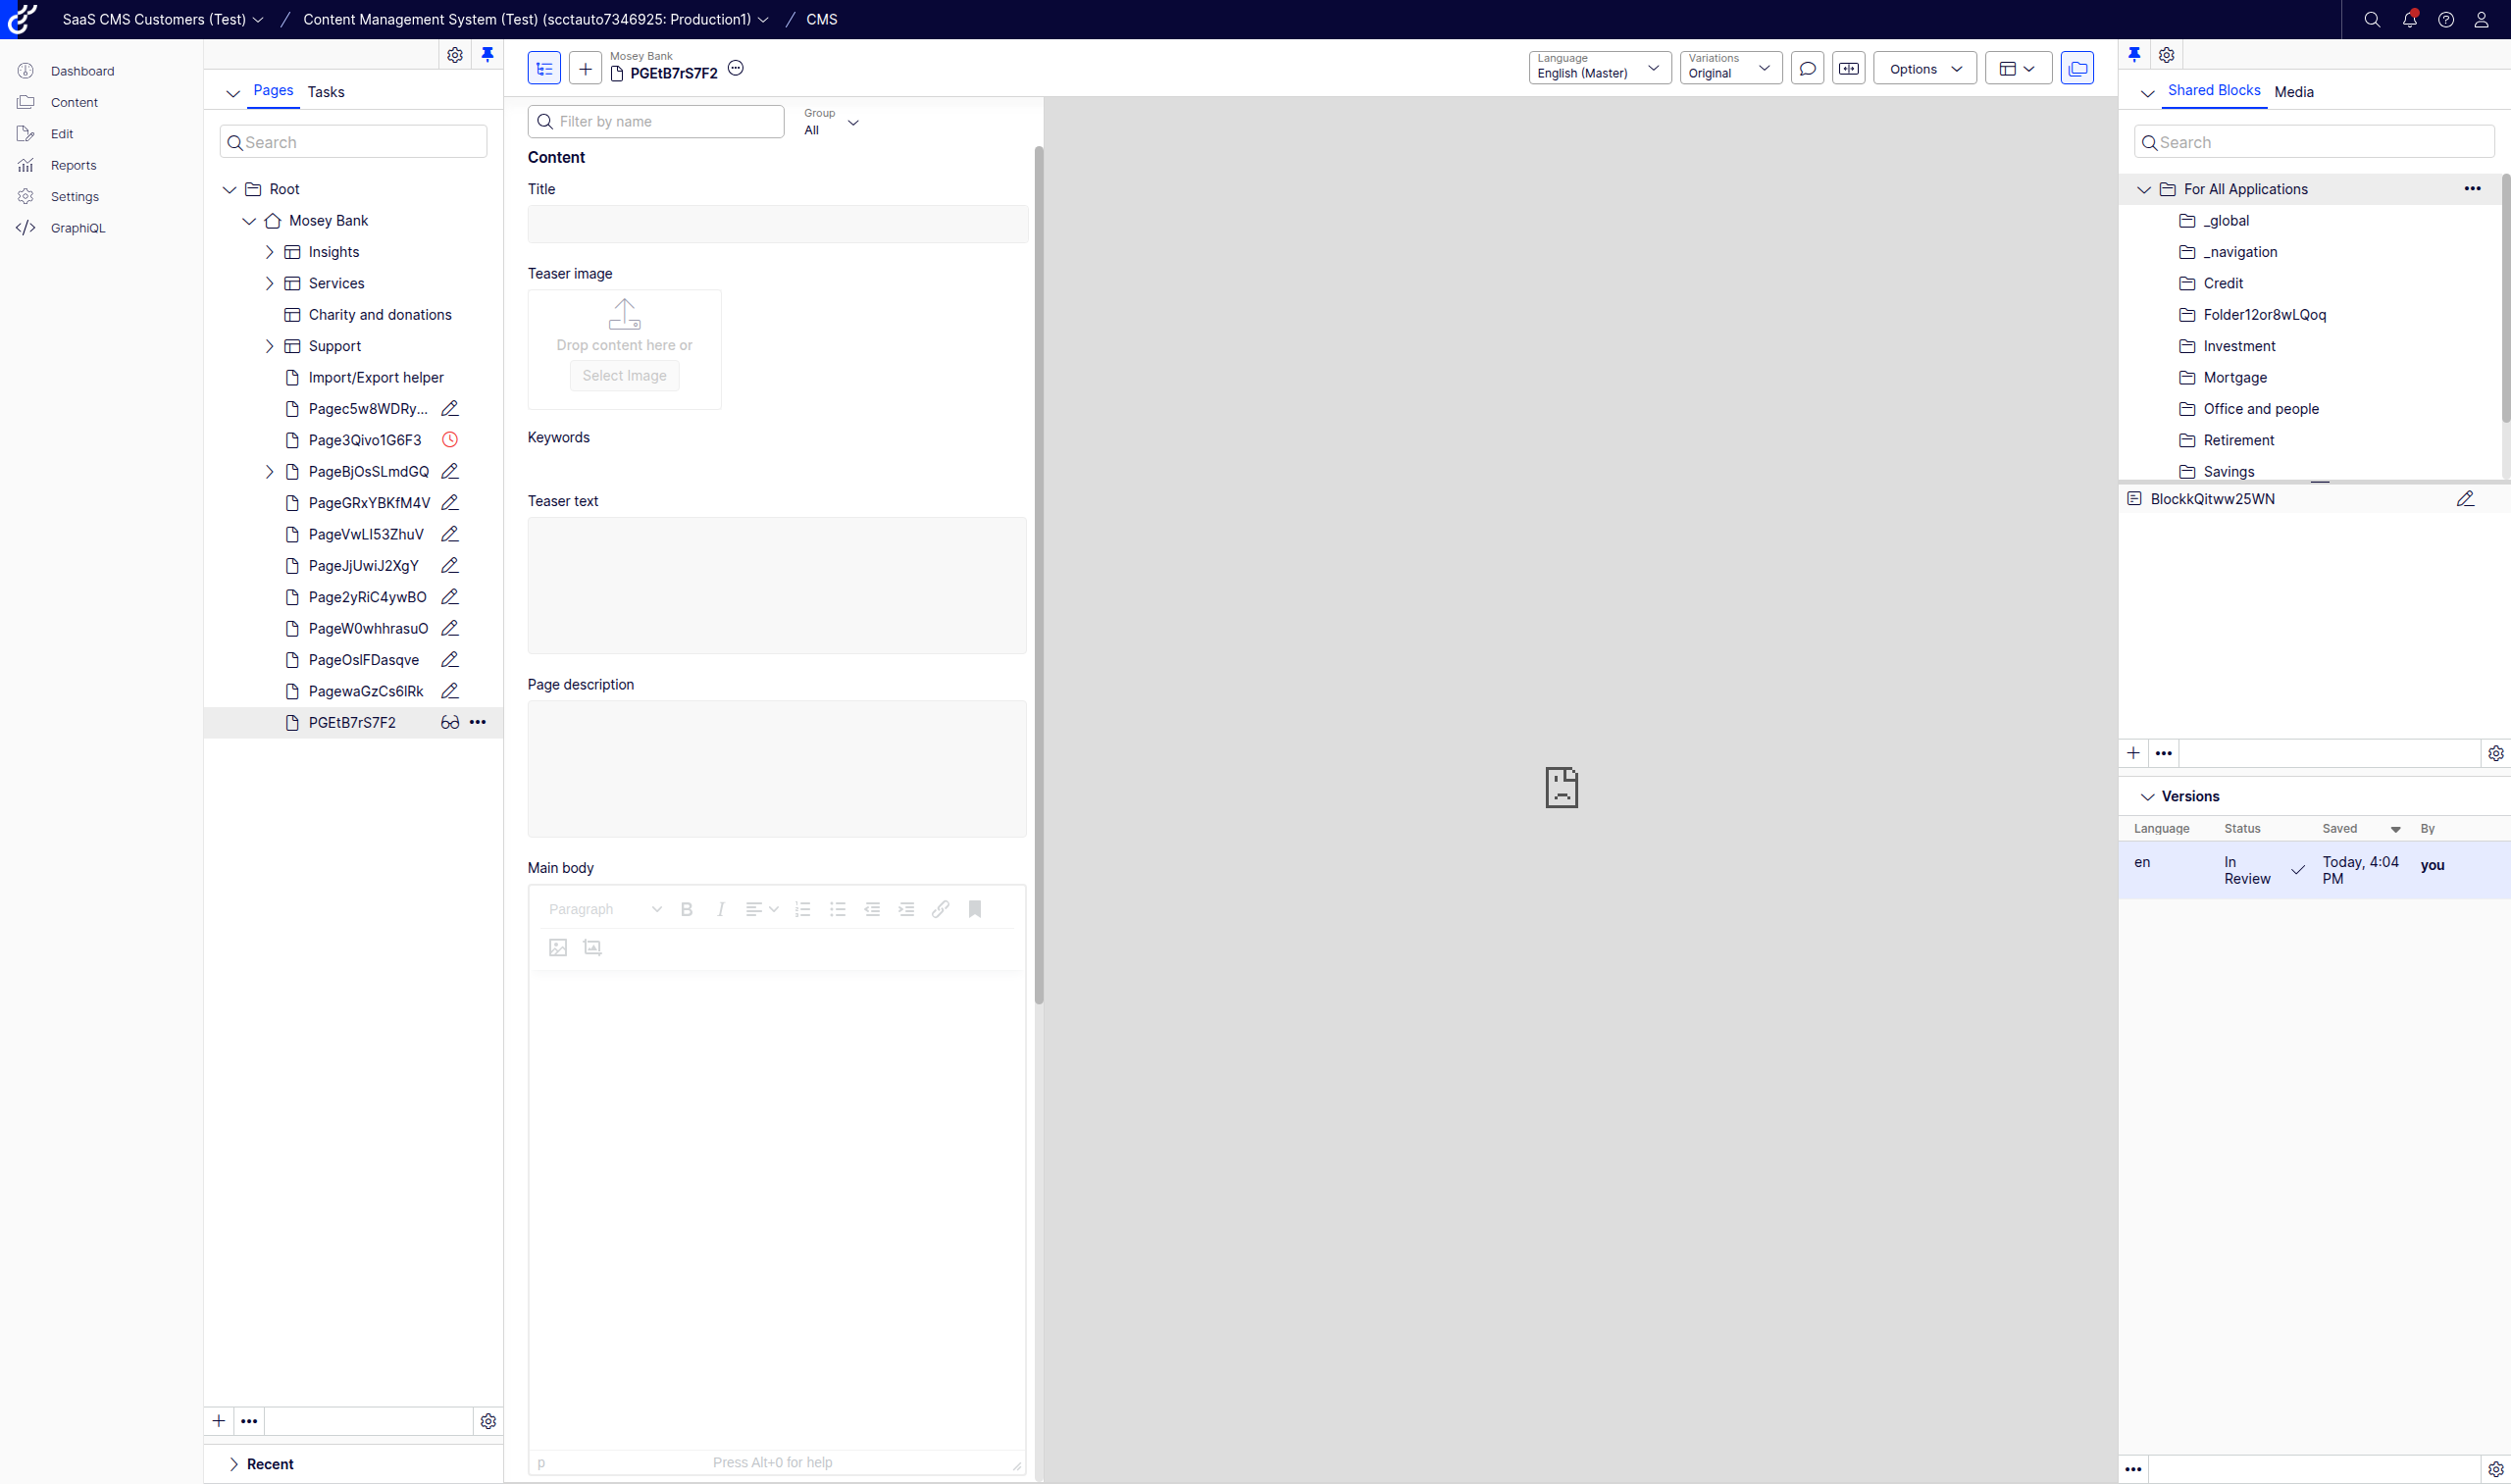 SaaS CMS Customers (Test) / Content Management System (Test) (scctauto7346925: Production1) / CMS
Dashboard
Content
Edit
Reports
Settings
GraphiQL
Pages Tasks
Search
Root
Mosey Bank
Insights
Services
Charity and donations
Support
Import/Export helper
Pagec5w8WDRy...
Page3Qivo1G6F3
PageBjOsSLmdGQ
PageGRxYBKfM4V
PageVwLI53ZhuV
PageJjUwiJ2XgY
Page2yRiC4ywBO
PageW0whhrasuO
PageOsIFDasqve
PagewaGzCs6IRk
PGEtB7rS7F2
Recent
Mosey Bank
PGEtB7rS7F2
Language
English (Master)
Variations
Original
Options
Filter by name
Group
All
Content
Title
Teaser image
Drop content here or
Select Image
Keywords
Teaser text
Page description
Main body
Paragraph
p
Press Alt+0 for help
Shared Blocks Media
Search
For All Applications
_global
_navigation
Credit
Folder12or8wLQoq
Investment
Mortgage
Office and people
Retirement
Savings
BlockkQitww25WN
Versions
Language Status Saved By
en In Review Today, 4:04 PM you